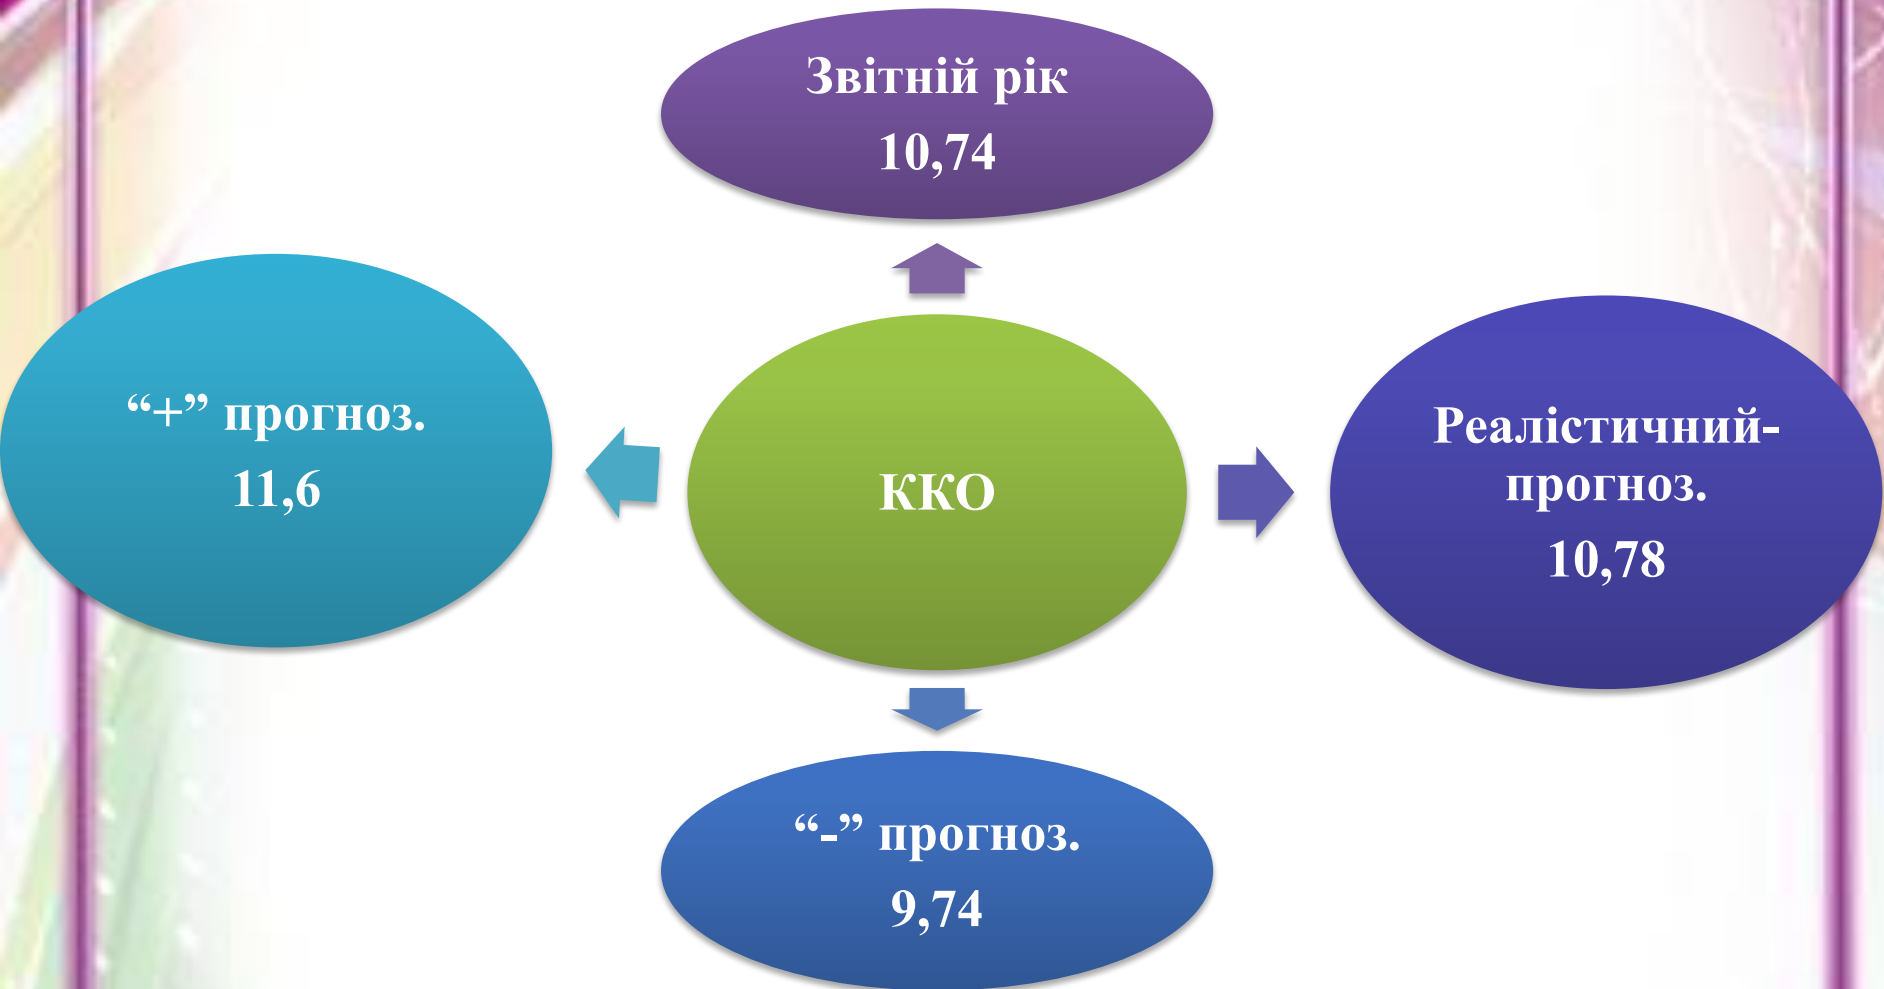 Звітній рік
10,74
“+” прогноз.
11,6
ККО
Реалістичний-
прогноз.
10,78
“-” прогноз.
9,74